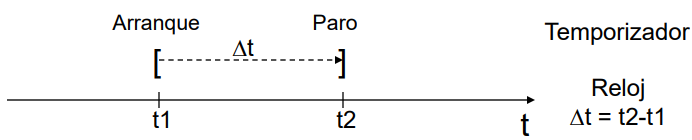 Arranque
Paro
Temporizador
[
Δt
]
Reloj
t1
t2
t
Δt = t2-t1